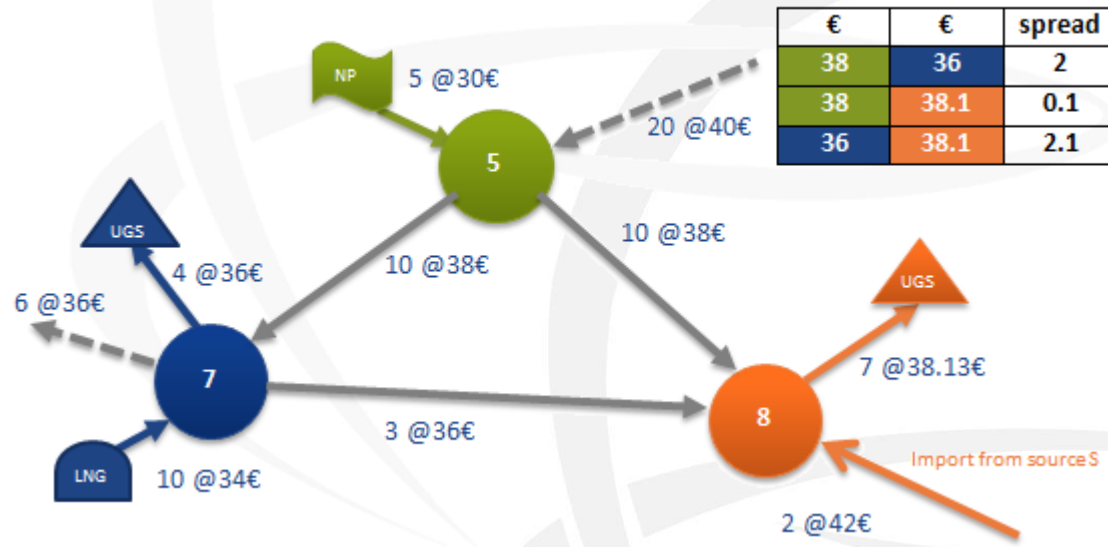 € € spread
38 36 2
38 38.1 0.1
36 38.1 2.1
NP
5 @30€
20 @40€
5
UGS
10 @38€
10 @38€
4 @36€
6 @36€
UGS
7
7 @38.13€
3 @36€
8
LNG
10 @34€
Import from source S
2 @42€